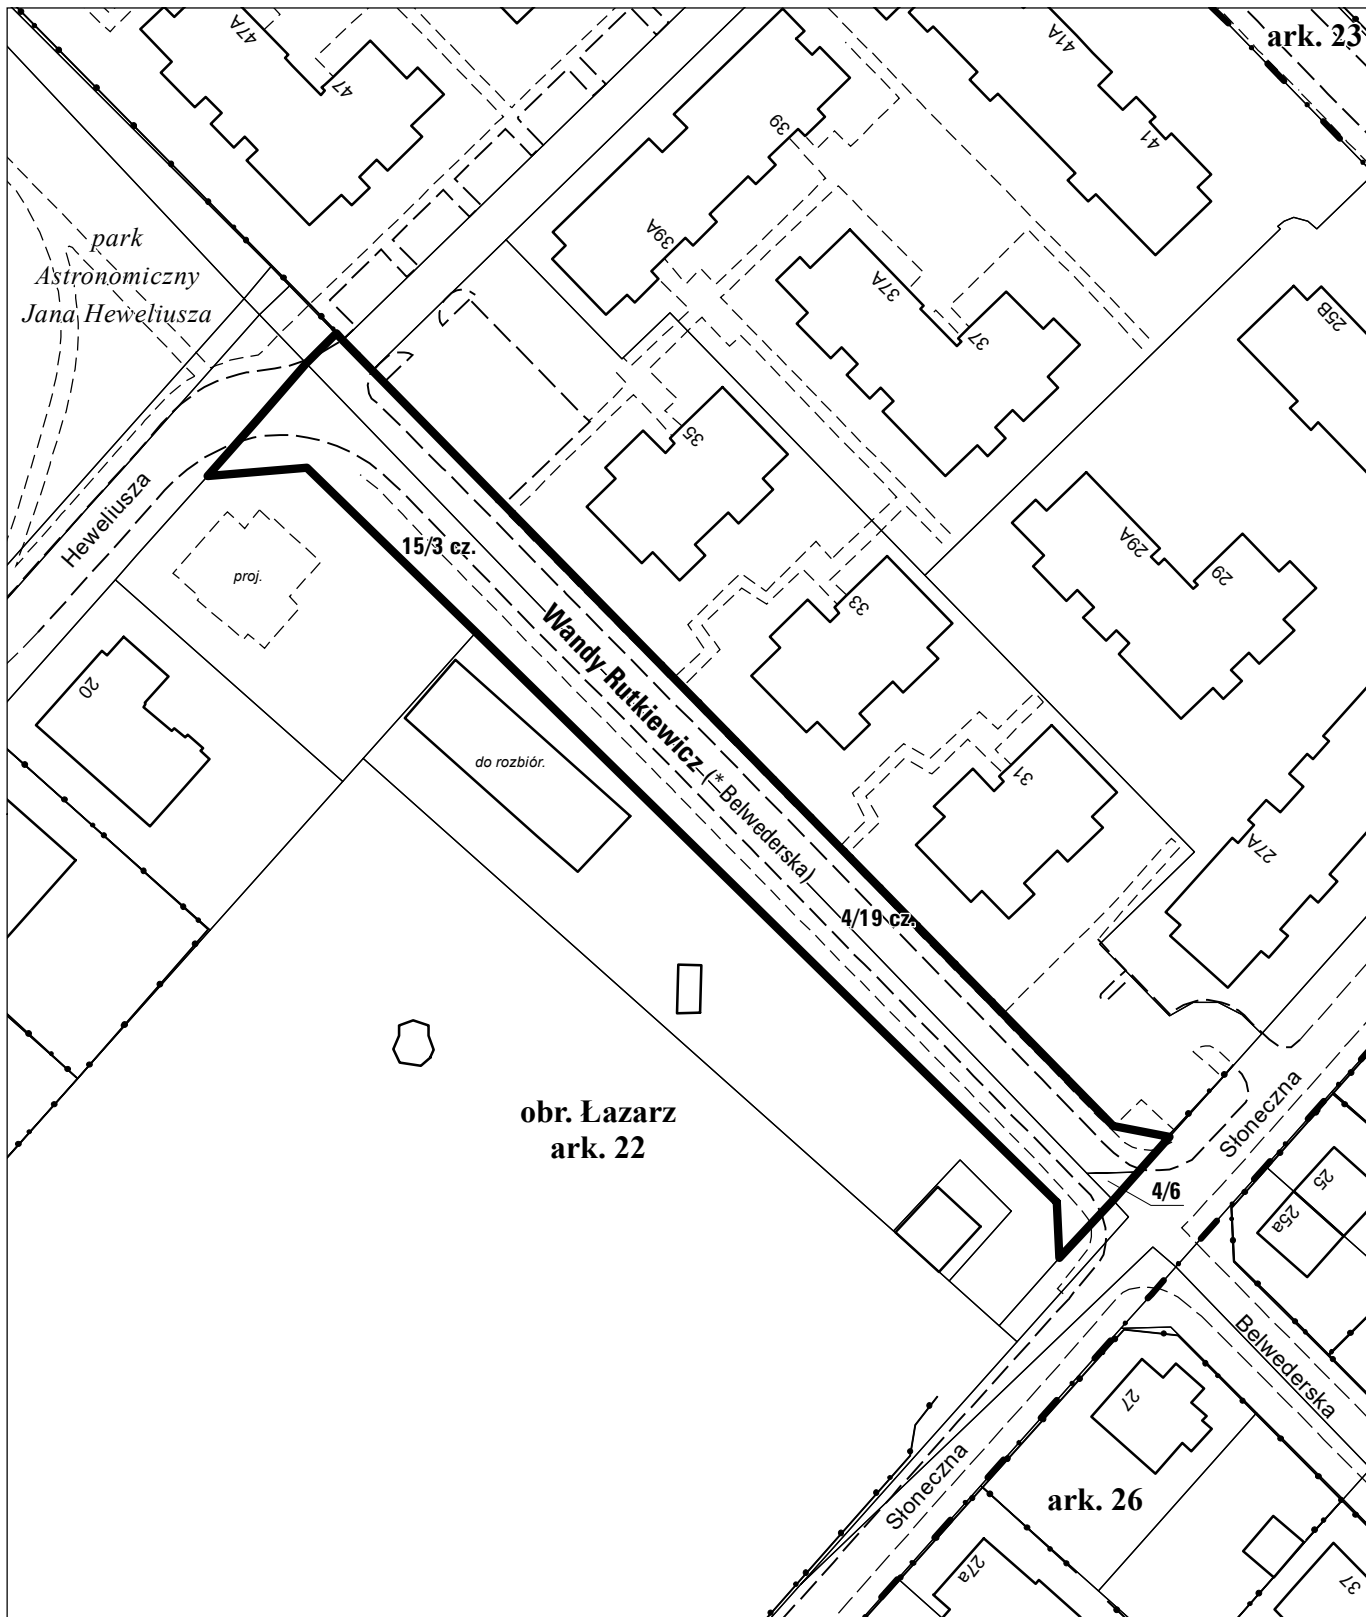 ark. 23
47A
47
41A
41
39
39A
park
Astronomiczny
Jana Heweliusza
37A
37
25B
35
Heweliusza
15/3 cz.
proj.
29A
29
33
Wandy Rutkiewicz (* Belwederska)
20
do rozbiór.
31
27A
4/19 cz.
obr. Łazarz
ark. 22
Słoneczna
4/6
25
25a
Belwederska
27
Słoneczna
ark. 26
27a
37